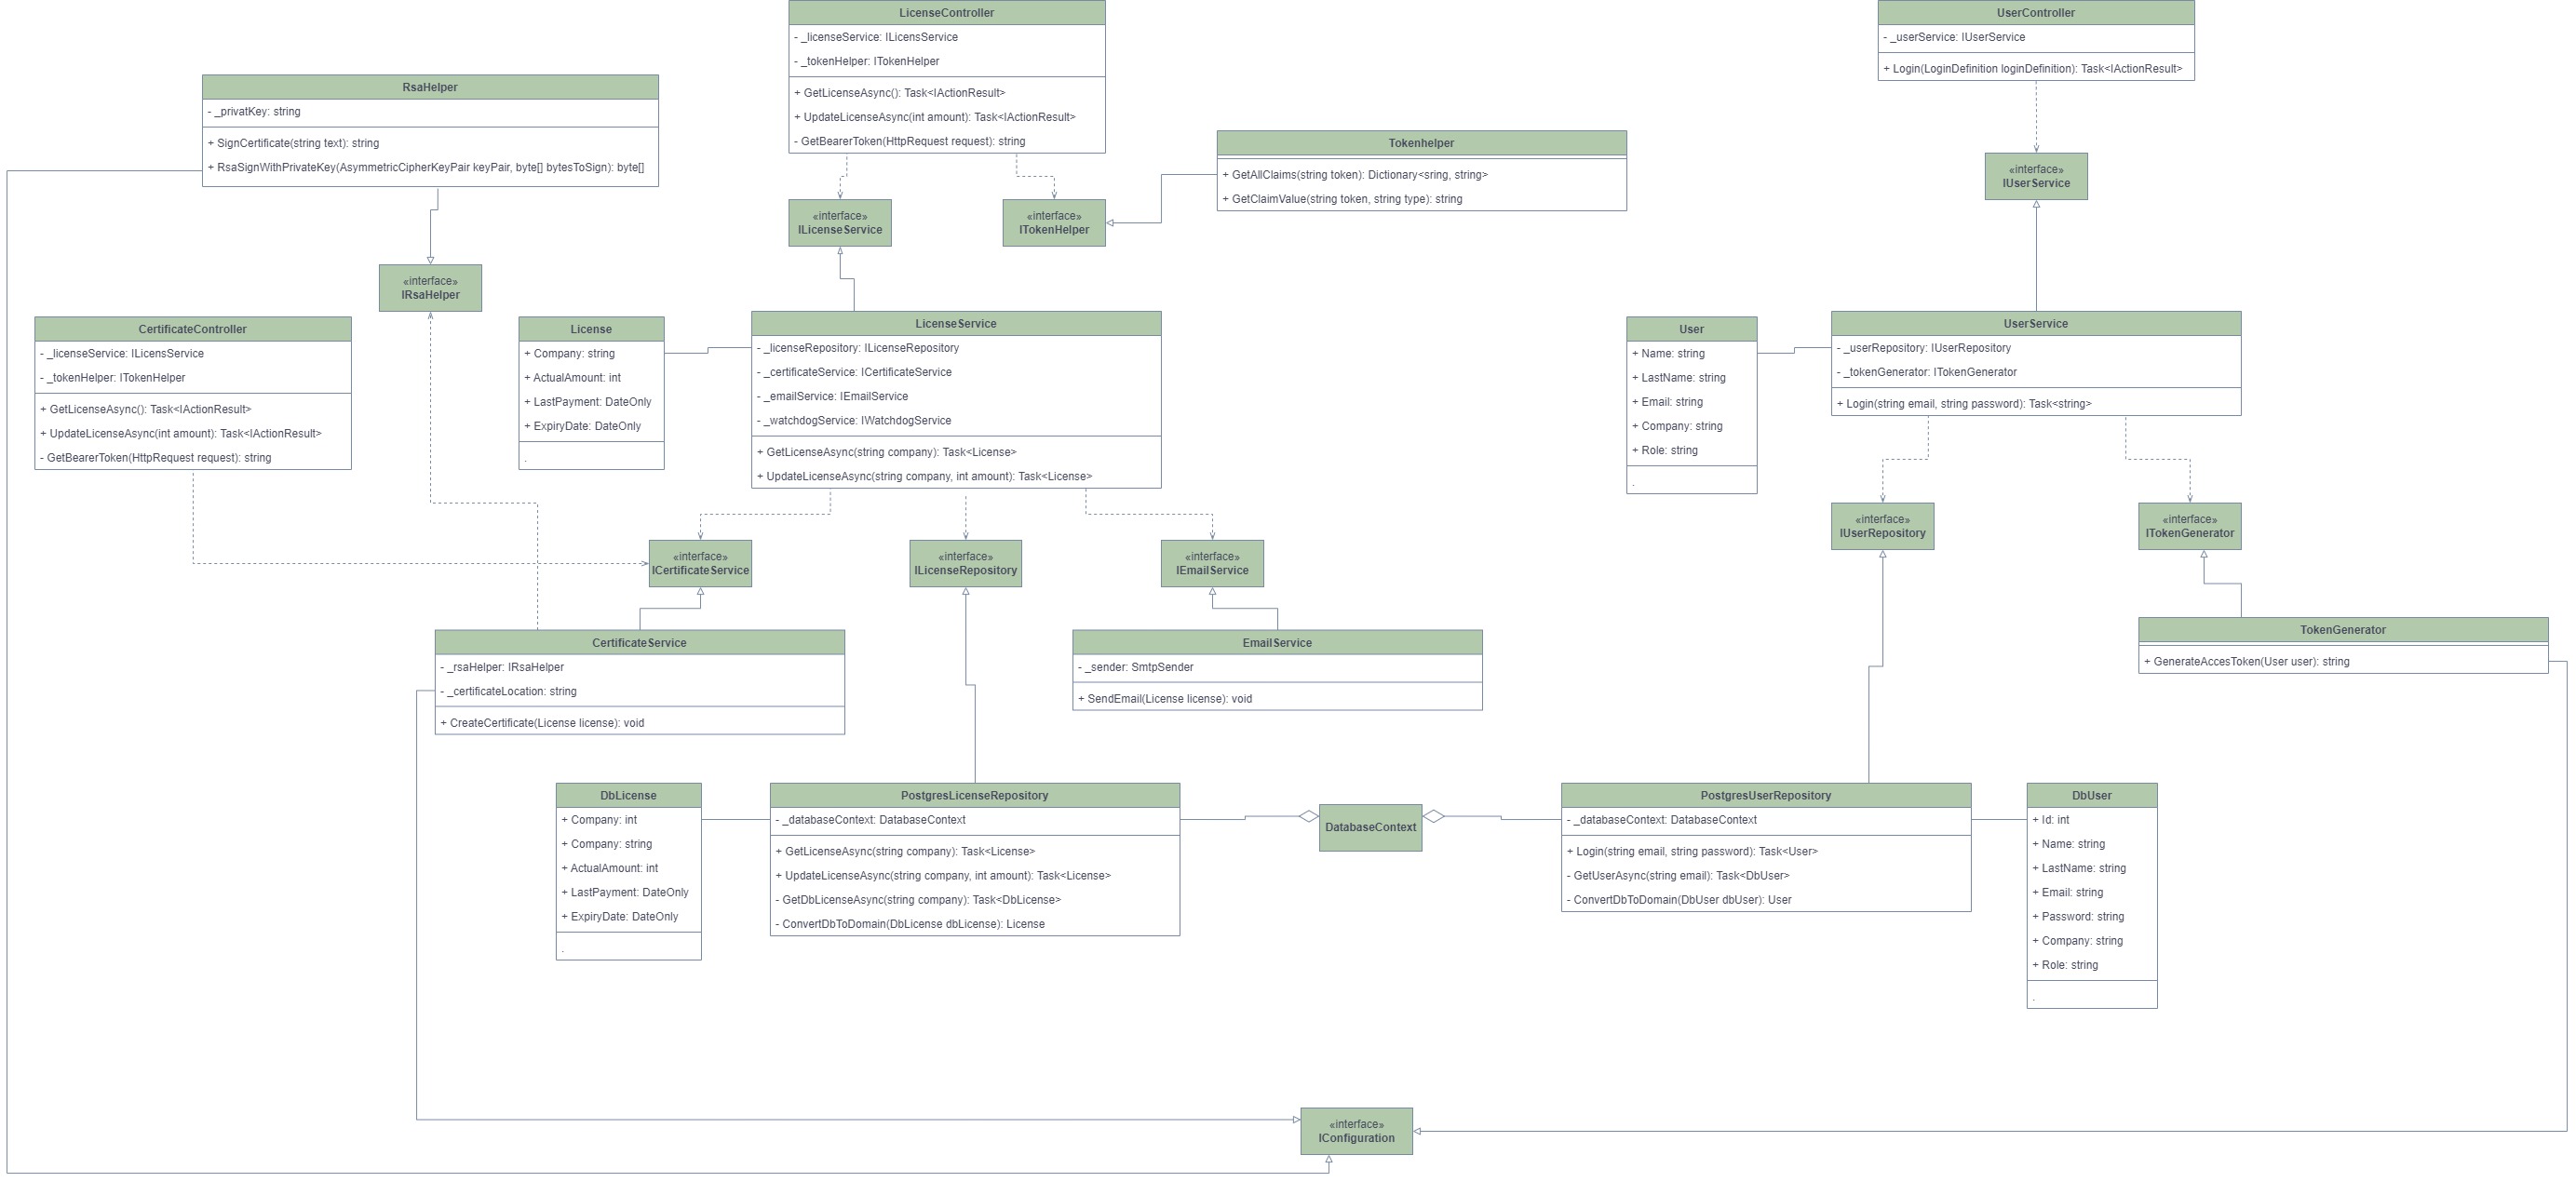 LicenseController
- _licenseService: ILicensService
- _tokenHelper: ITokenHelper
+ GetLicenseAsync(): Task<IActionResult>
+ UpdateLicenseAsync(int amount): Task<IActionResult>
- GetBearerToken(HttpRequest request): string
UserController
- _userService: IUserService
+ Login(LoginDefinition loginDefinition): Task<IActionResult>
RsaHelper
- _privatKey: string
+ SignCertificate(string text): string
+ RsaSignWithPrivateKey(AsymmetricCipherKeyPair keyPair, byte[] bytesToSign): byte[]
Tokenhelper
+ GetAllClaims(string token): Dictionary<sring, string>
+ GetClaimValue(string token, string type): string
«interface»
IUserService
«interface»
ILicenseService
«interface»
ITokenHelper
«interface»
IRsaHelper
CertificateController
- _licenseService: ILicensService
- _tokenHelper: ITokenHelper
+ GetLicenseAsync(): Task<IActionResult>
+ UpdateLicenseAsync(int amount): Task<IActionResult>
- GetBearerToken(HttpRequest request): string
License
+ Company: string
+ ActualAmount: int
+ LastPayment: DateOnly
+ ExpiryDate: DateOnly
.
LicenseService
- _licenseRepository: ILicenseRepository
- _certificateService: ICertificateService
- _emailService: IEmailService
- _watchdogService: IWatchdogService
+ GetLicenseAsync(string company): Task<License>
+ UpdateLicenseAsync(string company, int amount): Task<License>
User
+ Name: string
+ LastName: string
+ Email: string
+ Company: string
+ Role: string
.
UserService
- _userRepository: IUserRepository
- _tokenGenerator: ITokenGenerator
+ Login(string email, string password): Task<string>
«interface»
IUserRepository
«interface»
ITokenGenerator
«interface»
ICertificateService
«interface»
ILicenseRepository
«interface»
IEmailService
CertificateService
- _rsaHelper: IRsaHelper
- _certificateLocation: string
+ CreateCertificate(License license): void
EmailService
- _sender: SmtpSender
+ SendEmail(License license): void
TokenGenerator
+ GenerateAccesToken(User user): string
DbLicense
+ Company: int
+ Company: string
+ ActualAmount: int
+ LastPayment: DateOnly
+ ExpiryDate: DateOnly
.
PostgresLicenseRepository
- _databaseContext: DatabaseContext
+ GetLicenseAsync(string company): Task<License>
+ UpdateLicenseAsync(string company, int amount): Task<License>
- GetDbLicenseAsync(string company): Task<DbLicense>
- ConvertDbToDomain(DbLicense dbLicense): License
DatabaseContext
PostgresUserRepository
- _databaseContext: DatabaseContext
+ Login(string email, string password): Task<User>
- GetUserAsync(string email): Task<DbUser>
- ConvertDbToDomain(DbUser dbUser): User
DbUser
+ Id: int
+ Name: string
+ LastName: string
+ Email: string
+ Password: string
+ Company: string
+ Role: string
.
«interface»
IConfiguration